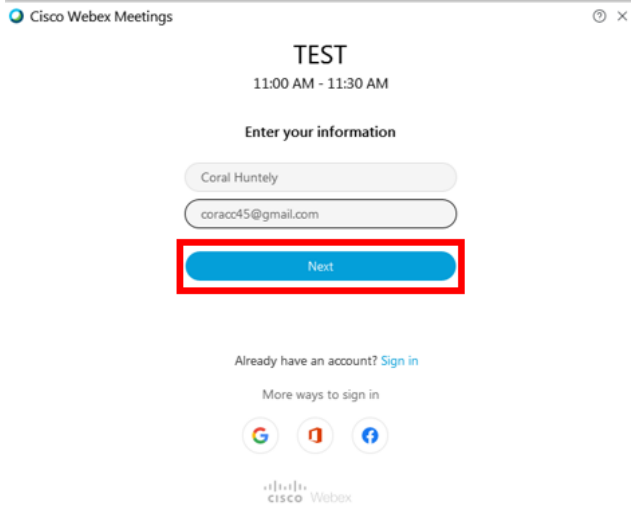 Cisco Webex Meetings
TEST
11:00 AM - 11:30 AM
Enter your information
Coral Huntely
coracc45@gmail.com
Next
Already have an account? Sign in
More ways to sign in
CISCO Webex